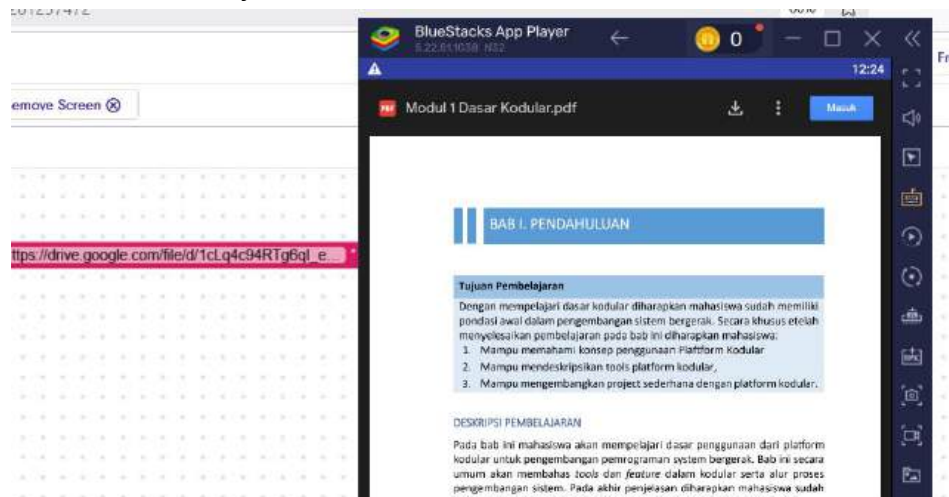 BlueStacks App Player
0
12:24
emove Screen
Modul 1 Dasar Kodular.pdf
Masuk
BAB I. PENDAHULUAN
ttps://drive.google.com/file/d/1cLq4c94RTg6ql_e...
Tujuan Pembelajaran
Dengan mempelajari dasar kodular diharapkan mahasiswa sudah memiliki
pondasi awal dalam pengembangan sistem bergerak. Secara khusus etelah
menyelesaikan pembelajaran pada bab ini diharapkan mahasiswa:
1. Mampu memahami konsep penggunaan Plattform Kodular
2. Mampu mendeskripsikan tools platform kodular,
3. Mampu mengembangkan project sederhana dengan platform kodular.
DESKRIPSI PEMBELAJARAN
Pada bab ini mahasiswa akan mempelajari dasar penggunaan dari platform
kodular untuk pengembangan pemrograman system bergerak. Bab ini secara
umum akan membahas tools dan feature dalam kodular serta alur proses
pengembangan sistem. Pada akhir penjelasan diharapkan mahasiswa sudah